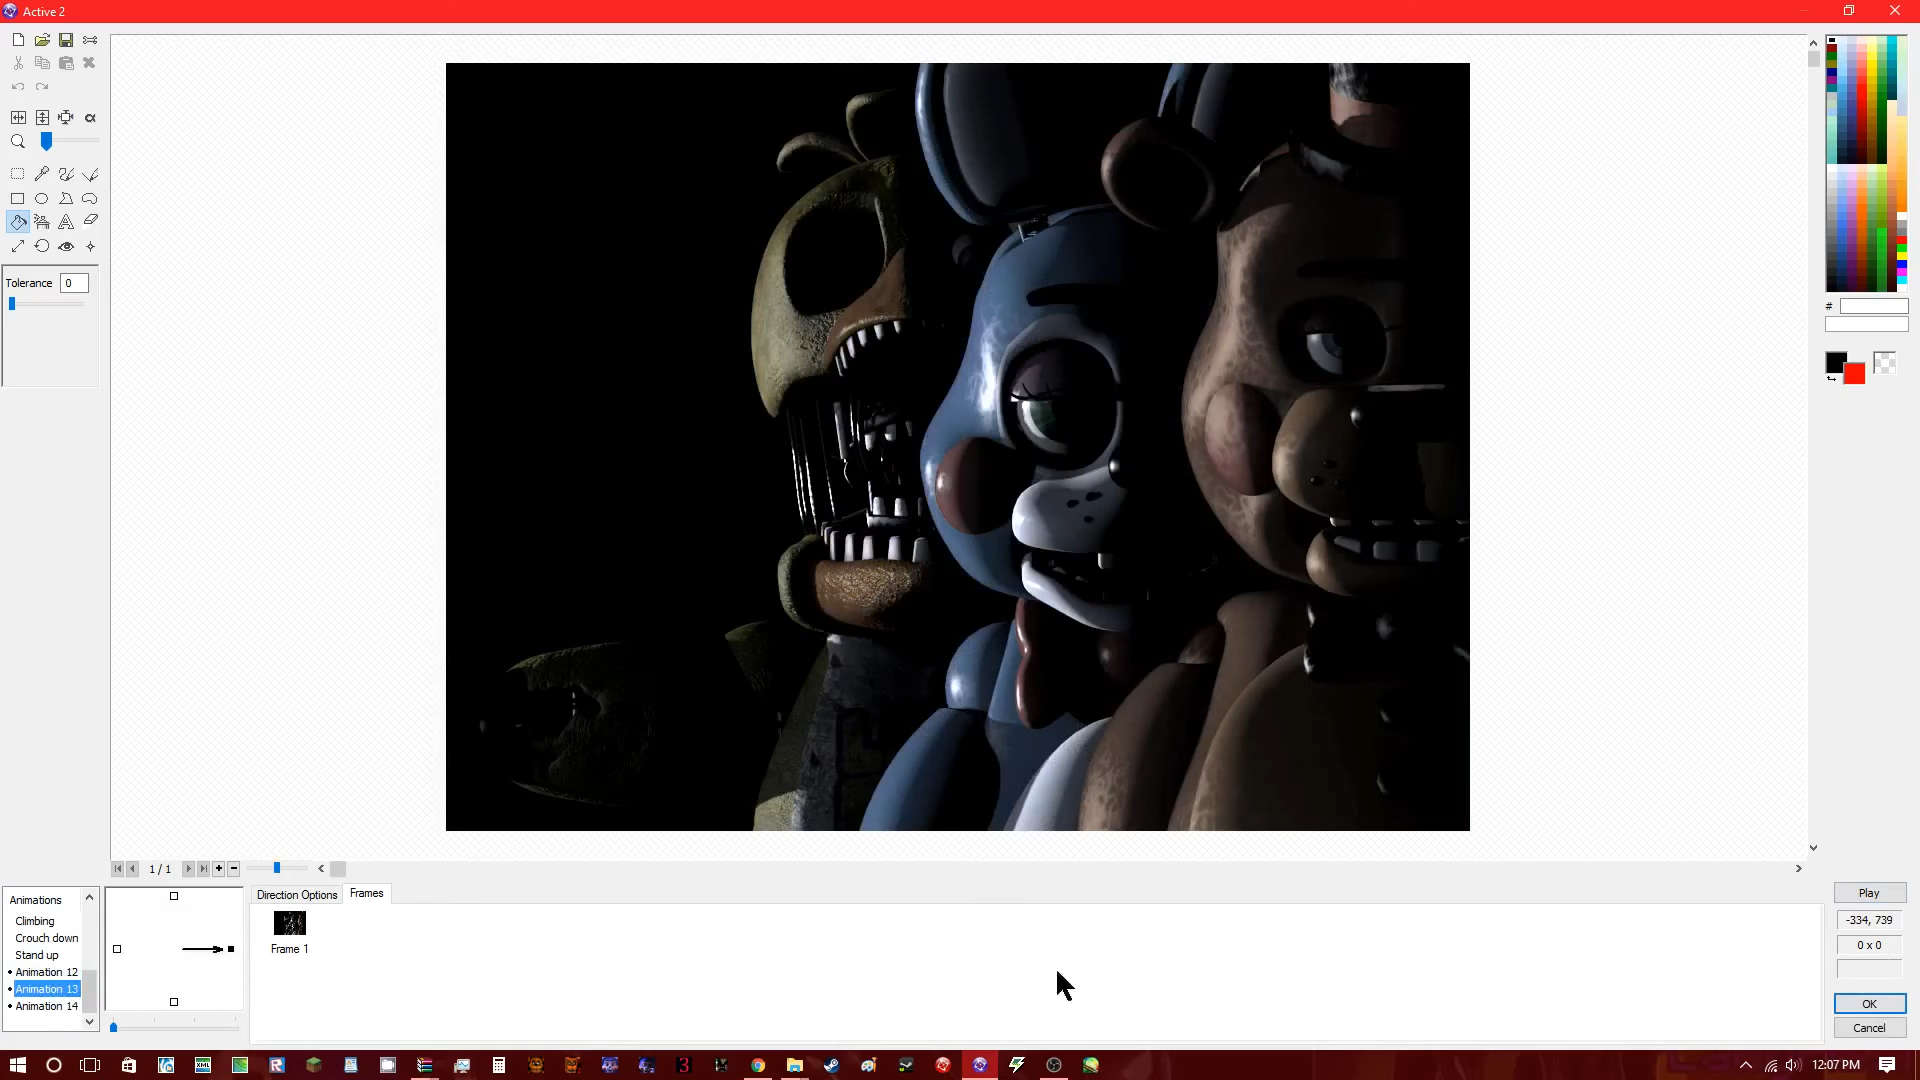 Active 2
Tolerance 0
#
1 / 1
Direction Options Frames
Play
Animations
Climbing
Crouch down
Stand up
Animation 12
Animation 13
Animation 14
Frame 1
-334, 739
0 x 0
OK
Cancel
12:07 PM